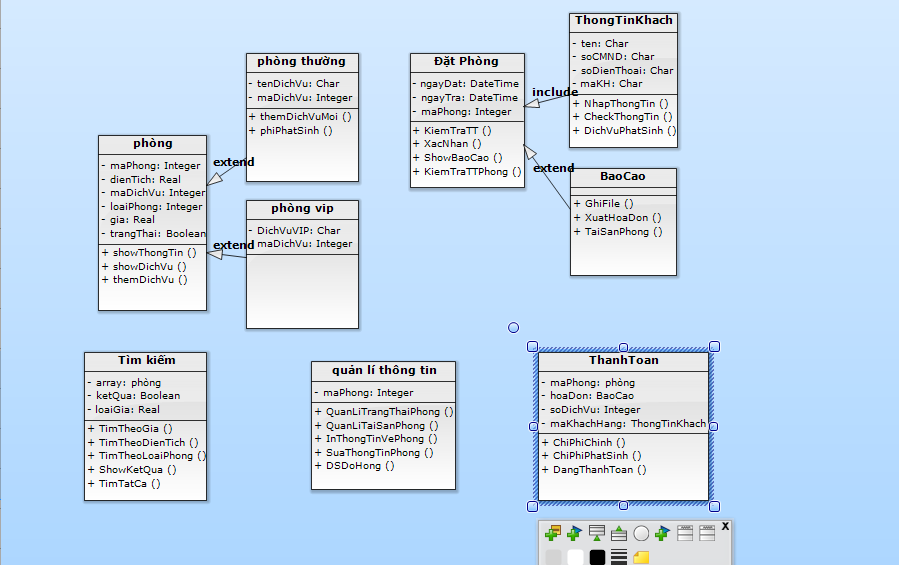 ThongTinKhach
- ten: Char
- soCMND: Char
- soDienThoai: Char
- maKH: Char
+ NhapThongTin ()
+ CheckThongTin ()
+ DichVuPhatSinh ()
phòng thường
- tenDichVu: Char
- maDichVu: Integer
+ themDichVuMoi ()
+ phiPhatSinh ()
Đặt Phòng
- ngayDat: DateTime
- ngayTra: DateTime
- maPhong: Integer
+ KiemTraTT ()
+ XacNhan ()
+ ShowBaoCao ()
+ KiemTraTTPhong ()
include
extend
phòng
- maPhong: Integer
- dienTich: Real
- maDichVu: Integer
- loaiPhong: Integer
- gia: Real
- trangThai: Boolean
+ showThongTin ()
+ showDichVu ()
+ themDichVu ()
extend
extend
phòng vip
- DichVuVIP: Char
maDichVu: Integer
BaoCao
+ GhiFile ()
+ XuatHoaDon ()
+ TaiSanPhong ()
Tìm kiếm
- array: phòng
- ketQua: Boolean
- loaiGia: Real
+ TimTheoGia ()
+ TimTheoDienTich ()
+ TimTheoLoaiPhong ()
+ ShowKetQua ()
+ TimTatCa ()
quản lí thông tin
- maPhong: Integer
+ QuanLiTrangThaiPhong ()
+ QuanLiTaiSanPhong ()
+ InThongTinVePhong ()
+ SuaThongTinPhong ()
+ DSDoHong ()
ThanhToan
- maPhong: phòng
- hoaDon: BaoCao
- soDichVu: Integer
- maKhachHang: ThongTinKhach
+ ChiPhiChinh ()
+ ChiPhiPhatSinh ()
+ DangThanhToan ()
X